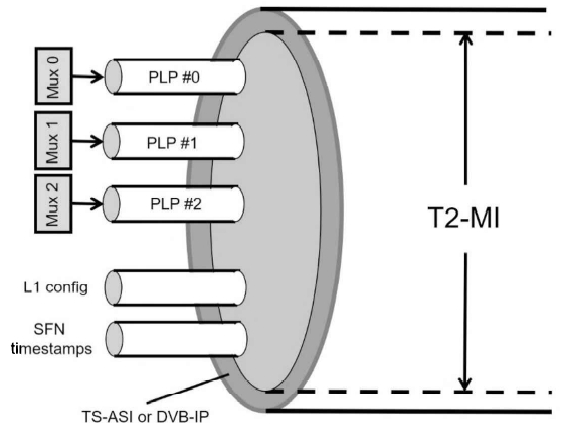 Mux 0
PLP #0
Mux 1
PLP #1
Mux 2
PLP #2
T2-MI
L1 config
SFN
timestamps
TS-ASI or DVB-IP